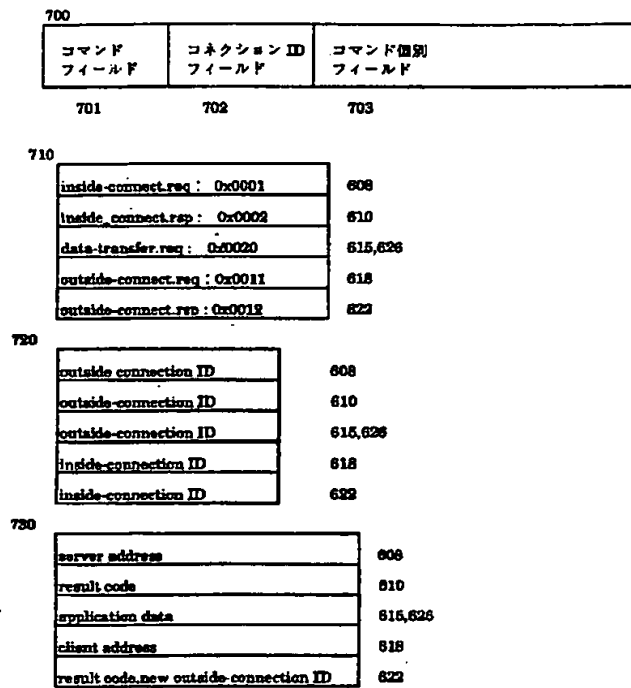 700
コマンド フィールド
コネクション ID フィールド
コマンド個別 フィールド
701 702 703
710
inside-connect.req : 0x0001 608
inside_connect.rsp : 0x0002 610
data-transfer.req : 0x0020 615,626
outside-connect.req : 0x0011 618
outside-connect.rsp : 0x0012 622
720
outside connection ID 608
outside-connection ID 610
outside-connection ID 615,626
inside-connection ID 618
inside-connection ID 622
730
server address 608
result code 610
application data 615,626
client address 618
result code,new outside-connection ID 622